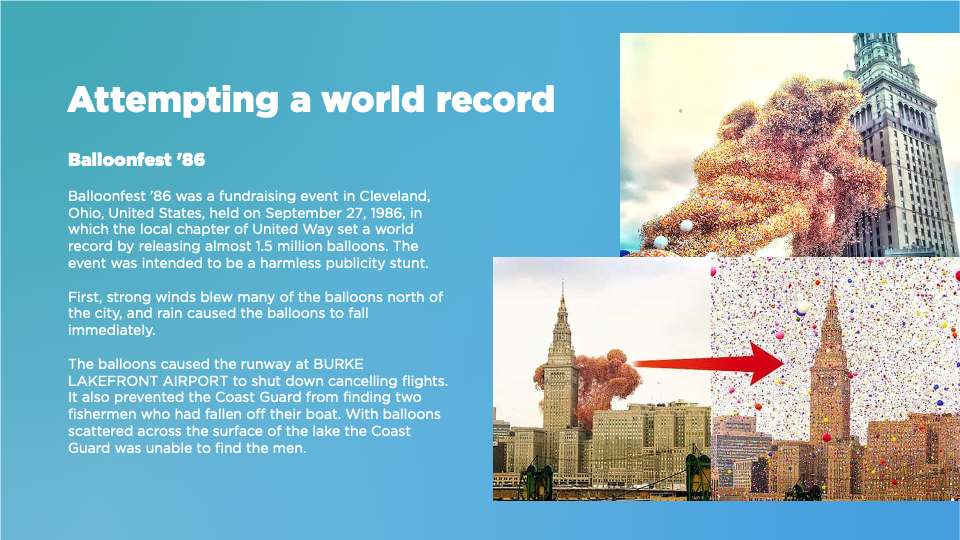 Attempting a world record
Balloonfest '86
Balloonfest '86 was a fundraising event in Cleveland,
Ohio, United States, held on September 27, 1986, in
which the local chapter of United Way set a world
record by releasing almost 1.5 million balloons. The
event was intended to be a harmless publicity stunt.
First, strong winds blew many of the balloons north of
the city, and rain caused the balloons to fall
immediately.
The balloons caused the runway at BURKE
LAKEFRONT AIRPORT to shut down cancelling flights.
It also prevented the Coast Guard from finding two
fishermen who had fallen off their boat. With balloons
scattered across the surface of the lake the Coast
Guard was unable to find the men.